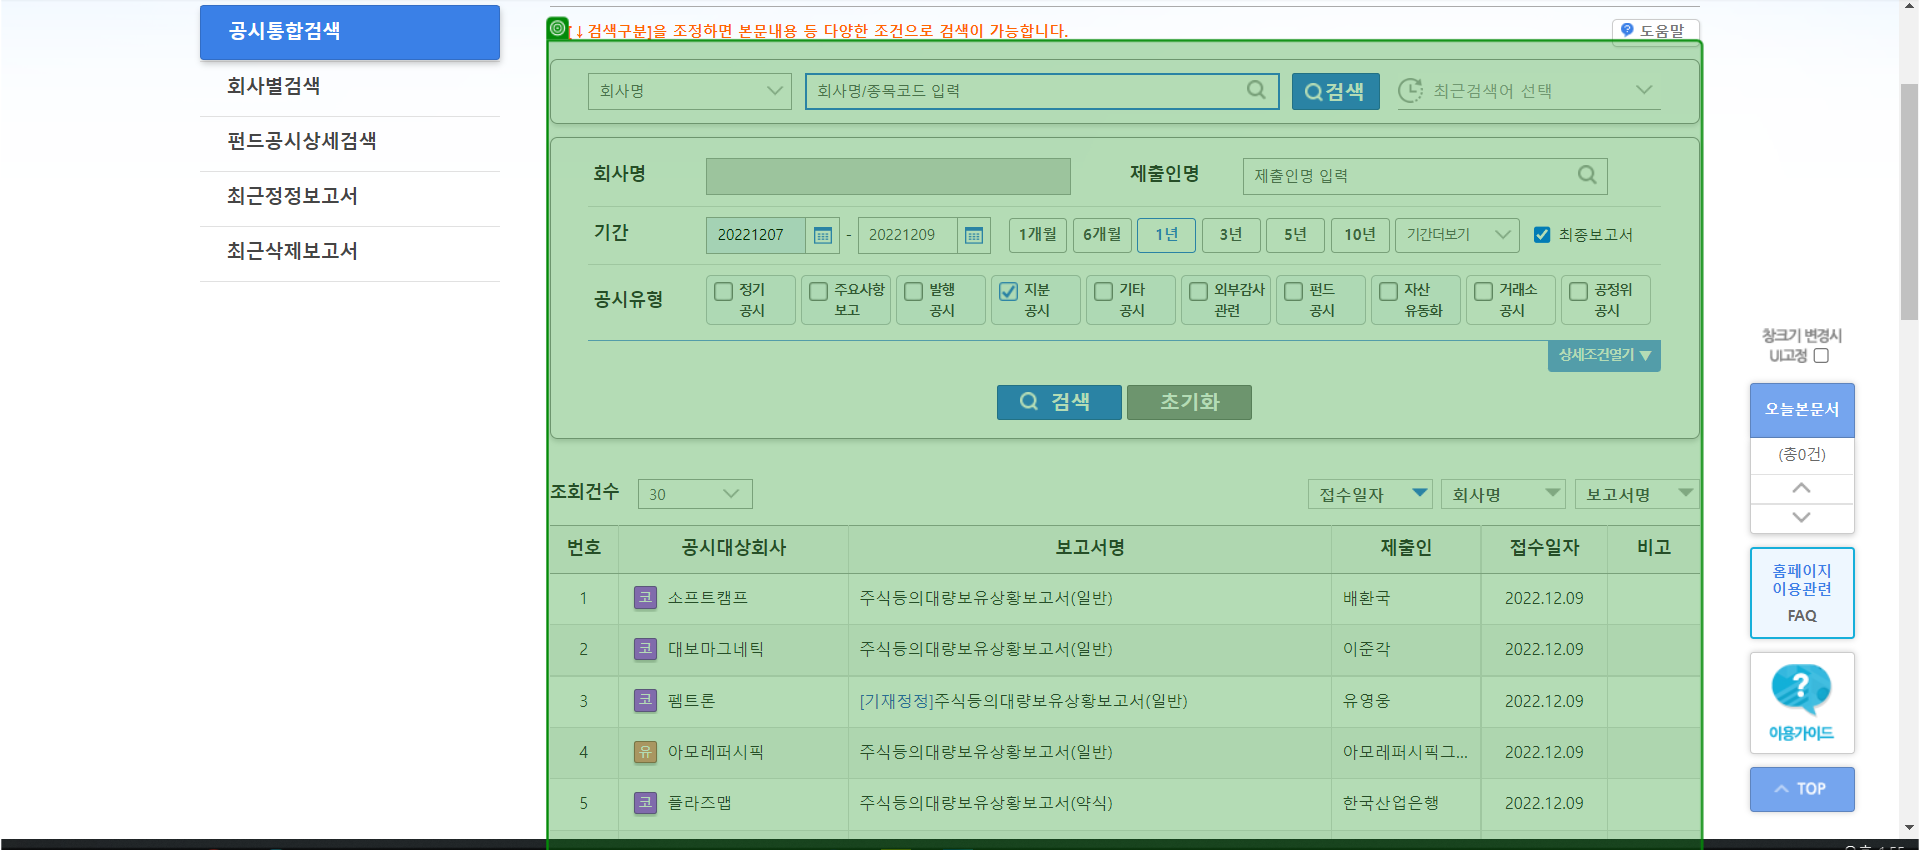 공시통합검색
회사별검색
펀드공시상세검색
최근정정보고서
최근삭제보고서
[↓검색구분]을 조정하면 본문내용 등 다양한 조건으로 검색이 가능합니다.
도움말
회사명 회사명/종목코드 입력 검색 최근검색어 선택
회사명 제출인명 제출인명 입력
기간 20221207 - 20221209 1개월 6개월 1년 3년 5년 10년 기간더보기 최종보고서
공시유형 정기공시 주요사항보고 발행공시 지분공시 기타공시 외부감사관련 펀드공시 자산유동화 거래소공시 공정위공시
상세조건열기 ▼
검색 초기화
조회건수 30 접수일자 회사명 보고서명
번호 공시대상회사 보고서명 제출인 접수일자 비고
1 코 소프트캠프 주식등의대량보유상황보고서(일반) 배환국 2022.12.09
2 코 대보마그네틱 주식등의대량보유상황보고서(일반) 이준각 2022.12.09
3 코 펨트론 [기재정정]주식등의대량보유상황보고서(일반) 유영웅 2022.12.09
4 유 아모레퍼시픽 주식등의대량보유상황보고서(일반) 아모레퍼시픽그... 2022.12.09
5 코 플라즈맵 주식등의대량보유상황보고서(약식) 한국산업은행 2022.12.09
창크기 변경시
UI고정
오늘본문서
(총0건)
홈페이지
이용관련
FAQ
?
이용가이드
TOP